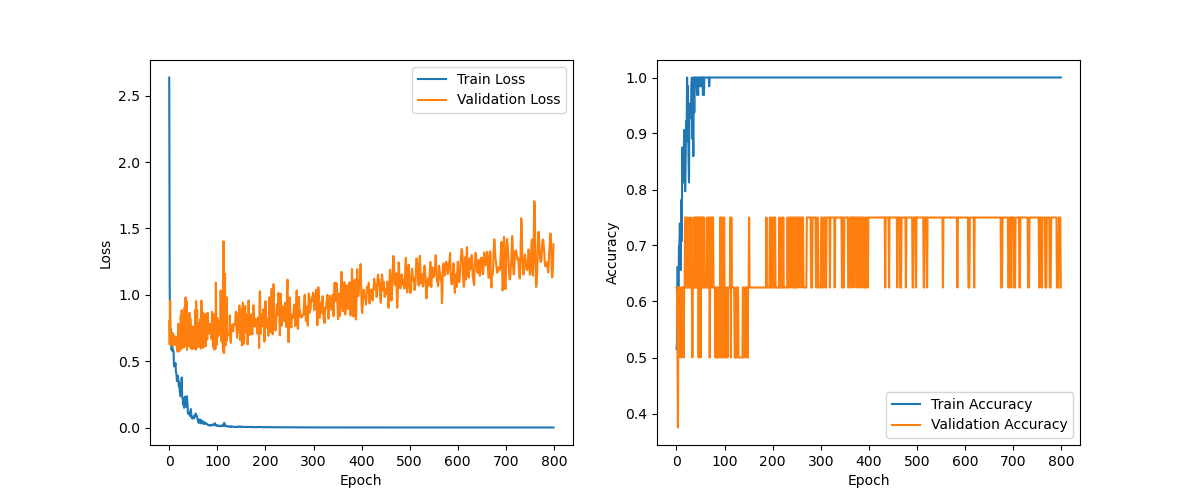 Train Loss
Validation Loss
Loss
2.5
2.0
1.5
1.0
0.5
0.0
0 100 200 300 400 500 600 700 800
Epoch
Accuracy
1.0
0.9
0.8
0.7
0.6
0.5
0.4
Train Accuracy
Validation Accuracy
0 100 200 300 400 500 600 700 800
Epoch